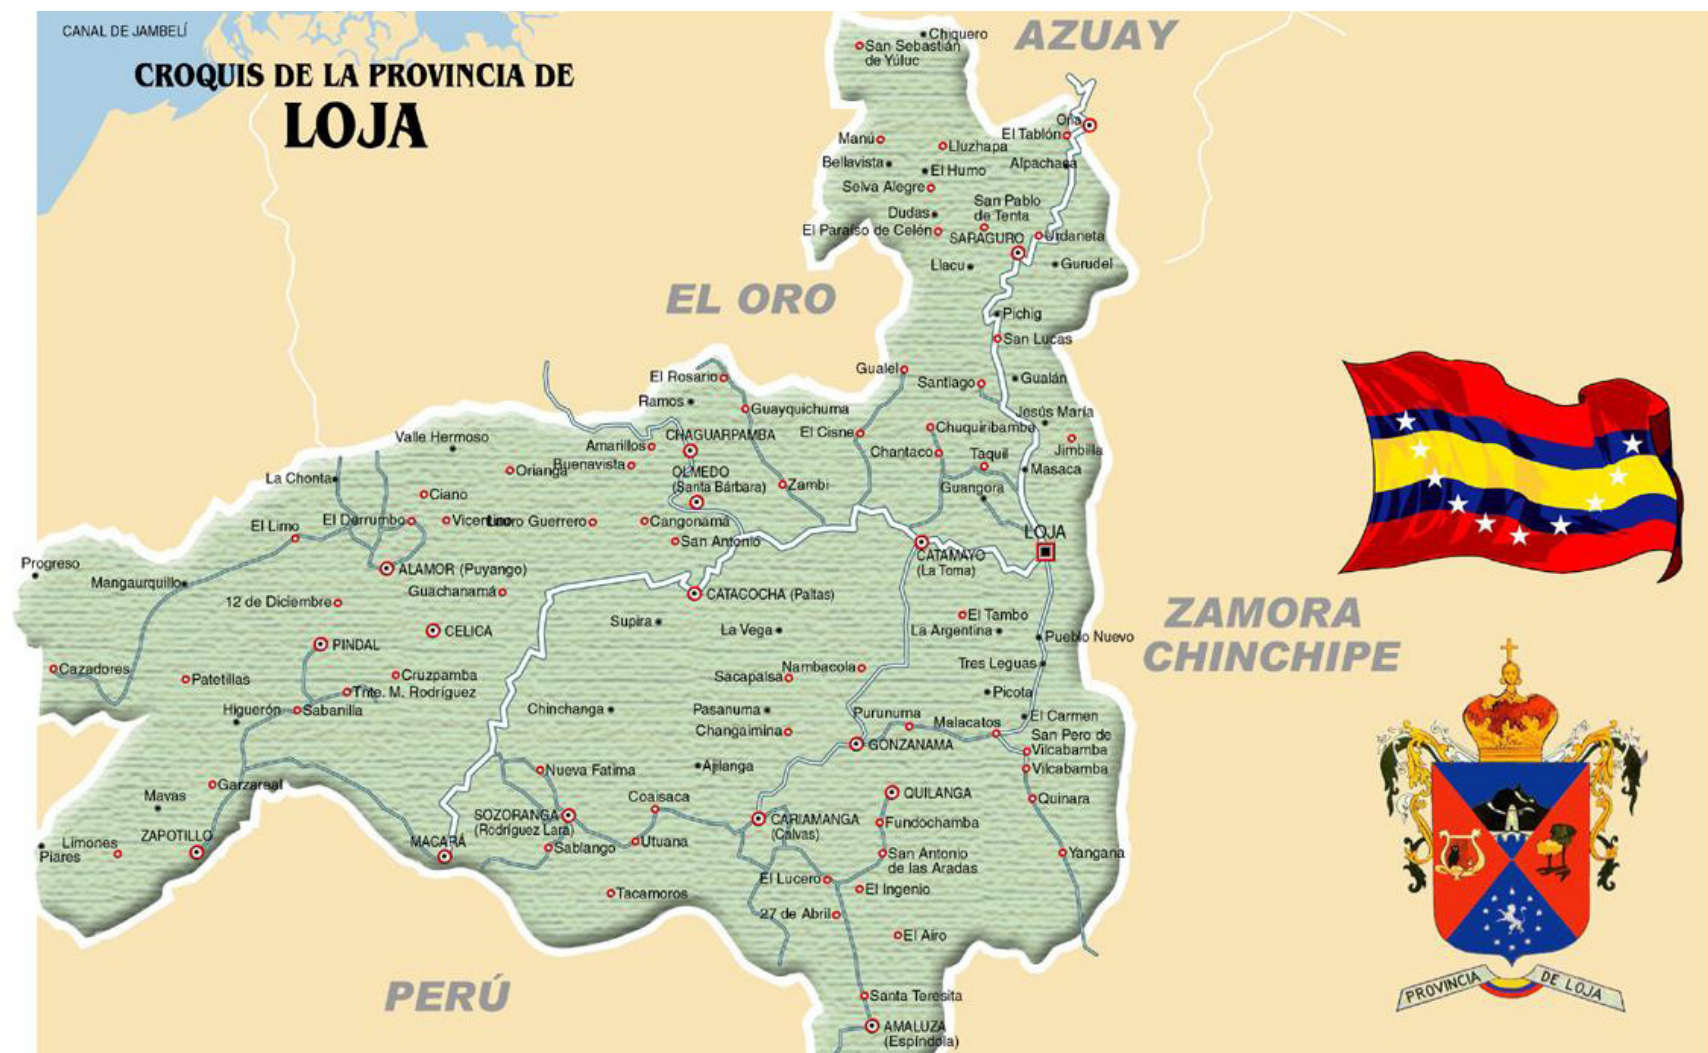 CANAL DE JAMBELÍ
CROQUIS DE LA PROVINCIA DE
LOJA
AZUAY
EL ORO
ZAMORA
CHINCHIPE
PERÚ
Chiquero
San Sebastián
de Yúluc
Oña
El Tablón
Manú
Lluzhapa
Bellavista
Alpachaca
El Humo
Selva Alegre
San Pablo
de Tenta
Dudas
El Paraíso de Celén
SARAGURO
Urdaneta
Llacu
Gurudel
Pichig
San Lucas
Gualel
Santiago
Gualán
El Rosario
Ramos
Guayquichuma
Jesús María
Chuquiribamba
El Cisne
Jimbilla
Valle Hermoso
CHAGUARPAMBA
Amarillos
Buenavista
Chantaco
Taquil
Masaca
Orianga
OLMEDO
(Santa Bárbara)
Zambi
Guangora
La Chonta
Ciano
El Limo
El Derrumbo
Vicentino
Lauro Guerrero
Cangonamá
San Antonio
LOJA
CATAMAYO
(La Toma)
Progreso
Mangaurquillo
ALAMOR (Puyango)
Guachanamá
CATACOCHA (Paltas)
12 de Diciembre
CELICA
Supira
La Vega
El Tambo
La Argentina
Pueblo Nuevo
PINDAL
Cazadores
Patetillas
Cruzpamba
Tnte. M. Rodríguez
Nambacola
Sacapalsa
Tres Leguas
Picota
Higuerón
Sabanilla
Chinchanga
Pasanuma
Changaimina
Purunuma
Malacatos
El Carmen
GONZANAMA
San Pero de
Vilcabamba
Vilcabamba
Ajilanga
Nueva Fatima
Garzareal
Mavas
Coaisaca
QUILANGA
Quinara
SOZORANGA
(Rodríguez Lara)
CARIAMANGA
(Calvas)
Fundochamba
ZAPOTILLO
MACARÁ
Limones
Piares
Sablango
Utuana
San Antonio
de las Aradas
Yangana
El Lucero
El Ingenio
Tacamoros
27 de Abril
El Airo
Santa Teresita
AMALUZA
(Espíndola)
PROVINCIA
DE LOJA